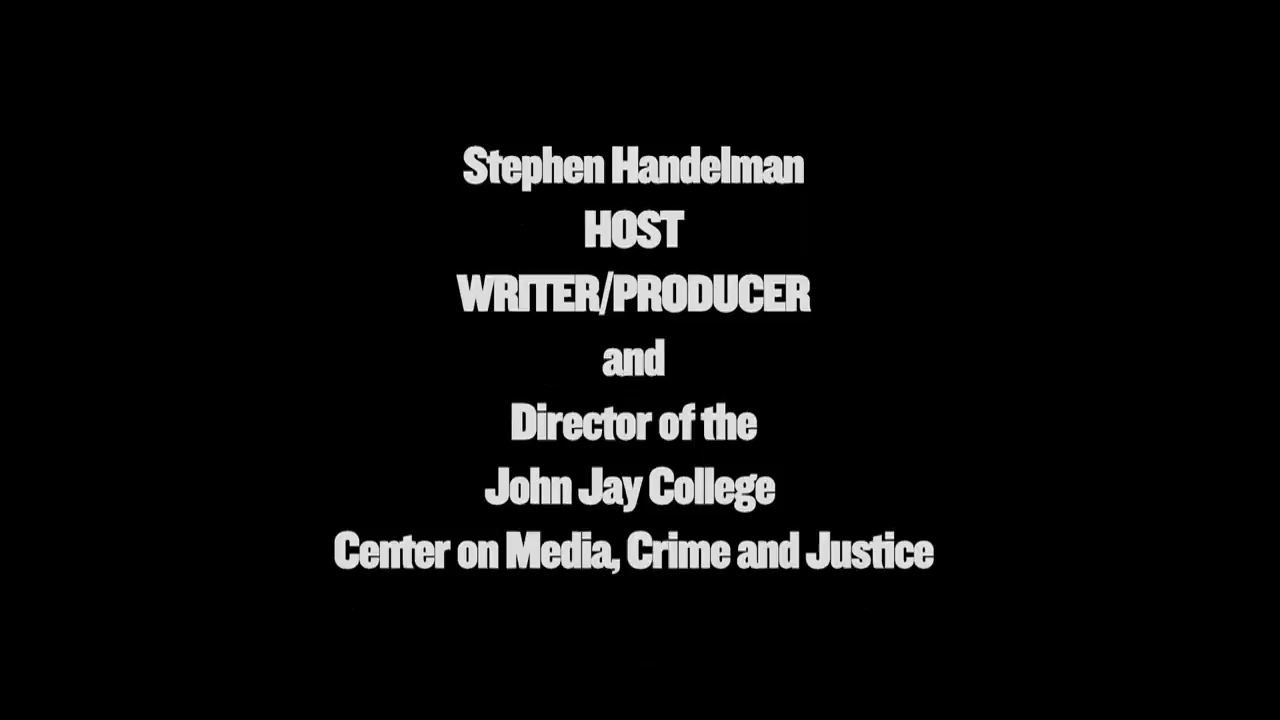 Stephen Handelman
HOST
WRITER/PRODUCER
and
Director of the
John Jay College
Center on Media, Crime and Justice